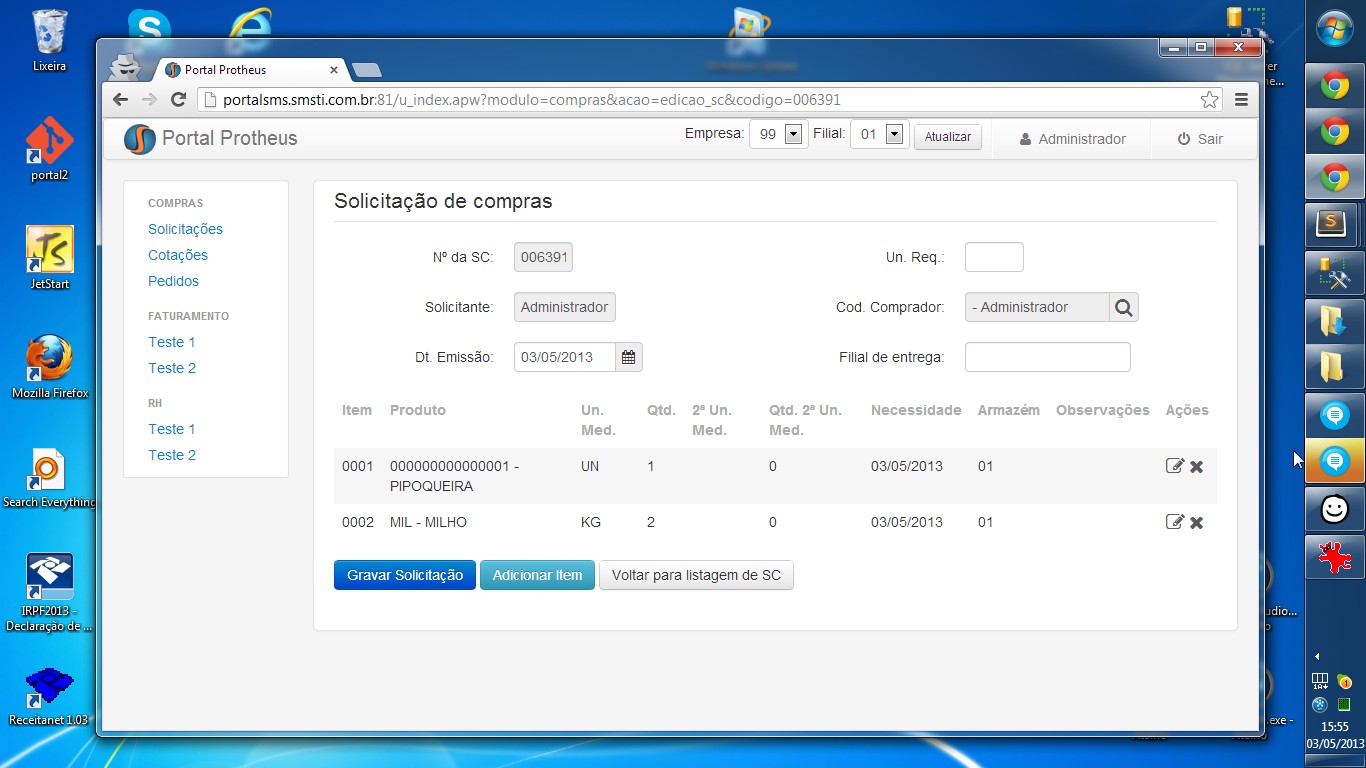 Lixeira
portal2
JetStart
Mozilla Firefox
Search Everything
IRPF2013 -
Declaração de ...
Receitanet 1.03
Portal Protheus
portalsms.smsti.com.br:81/u_index.apw?modulo=compras&acao=edicao_sc&codigo=006391
Portal Protheus
Empresa: 99 Filial: 01 Atualizar
Administrador
Sair
COMPRAS
Solicitações
Cotações
Pedidos
FATURAMENTO
Teste 1
Teste 2
RH
Teste 1
Teste 2
Solicitação de compras
Nº da SC: 006391
Un. Req.:
Solicitante: Administrador
Cod. Comprador: - Administrador
Dt. Emissão: 03/05/2013
Filial de entrega:
Item Produto Un. Med. Qtd. 2ª Un. Med. Qtd. 2ª Un. Med. Necessidade Armazém Observações Ações
0001 000000000000001 - PIPOQUEIRA UN 1 0 03/05/2013 01
0002 MIL - MILHO KG 2 0 03/05/2013 01
Gravar Solicitação Adicionar Item Voltar para listagem de SC
15:55
03/05/2013